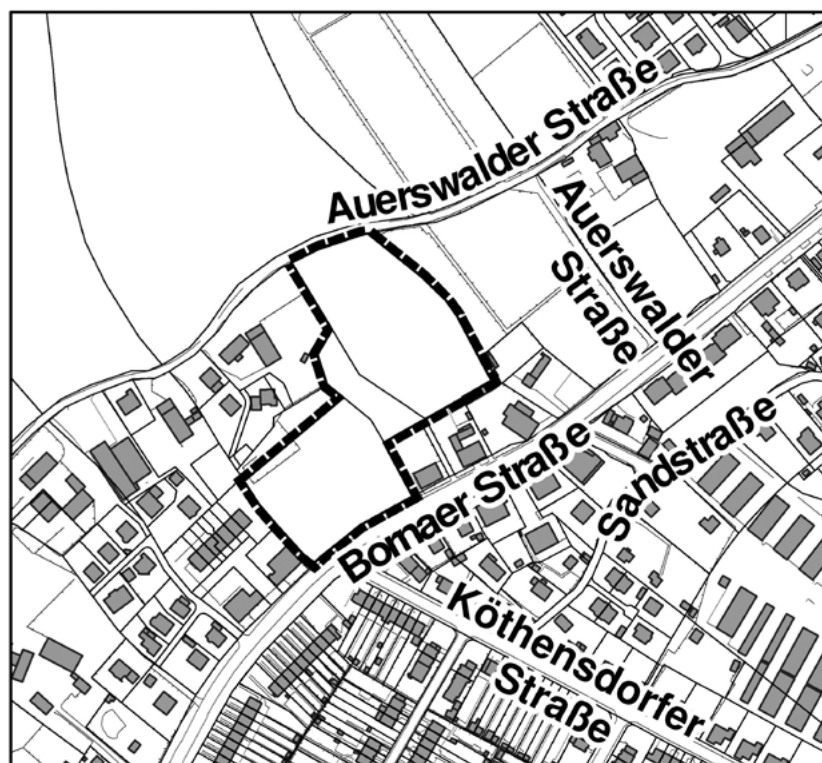 Auerswalder Straße
Auerswalder
Straße
Bornaer Straße
Sandstraße
Köthensdorfer
Straße